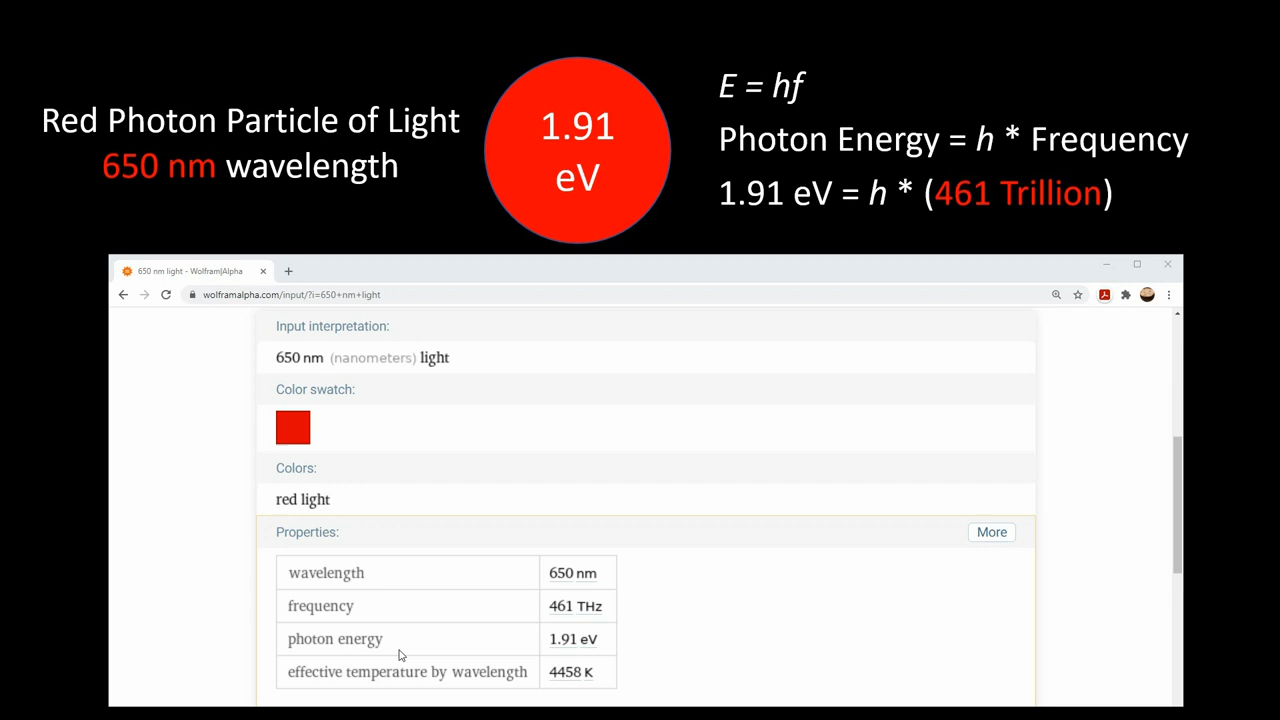 Red Photon Particle of Light
650 nm wavelength
1.91
eV
E = hf
Photon Energy = h * Frequency
1.91 eV = h * (461 Trillion)
650 nm light - Wolfram|Alpha
wolframalpha.com/input/?i=650+nm+light
Input interpretation:
650 nm (nanometers) light
Color swatch:
Colors:
red light
Properties:
More
wavelength 650 nm
frequency 461 THz
photon energy 1.91 eV
effective temperature by wavelength 4458 K